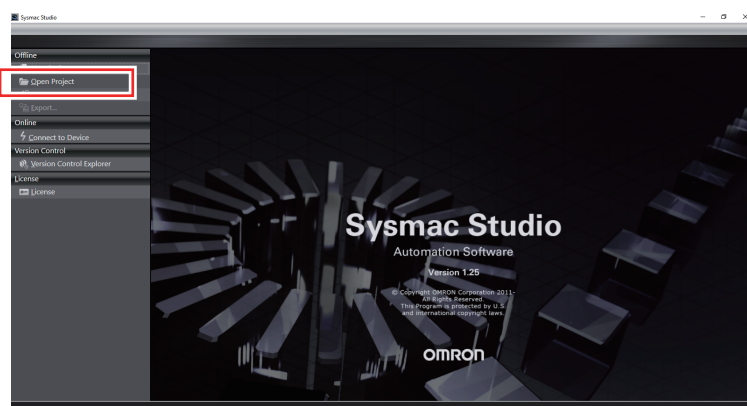 Sysmac Studio
Offline
Open Project
Export...
Online
Connect to Device
Version Control
Version Control Explorer
License
License
Sysmac Studio
Automation Software
Version 1.25
© Copyright OMRON Corporation 2011-
All Rights Reserved.
This Program is protected by U.S.
and international copyright laws.
OMRON